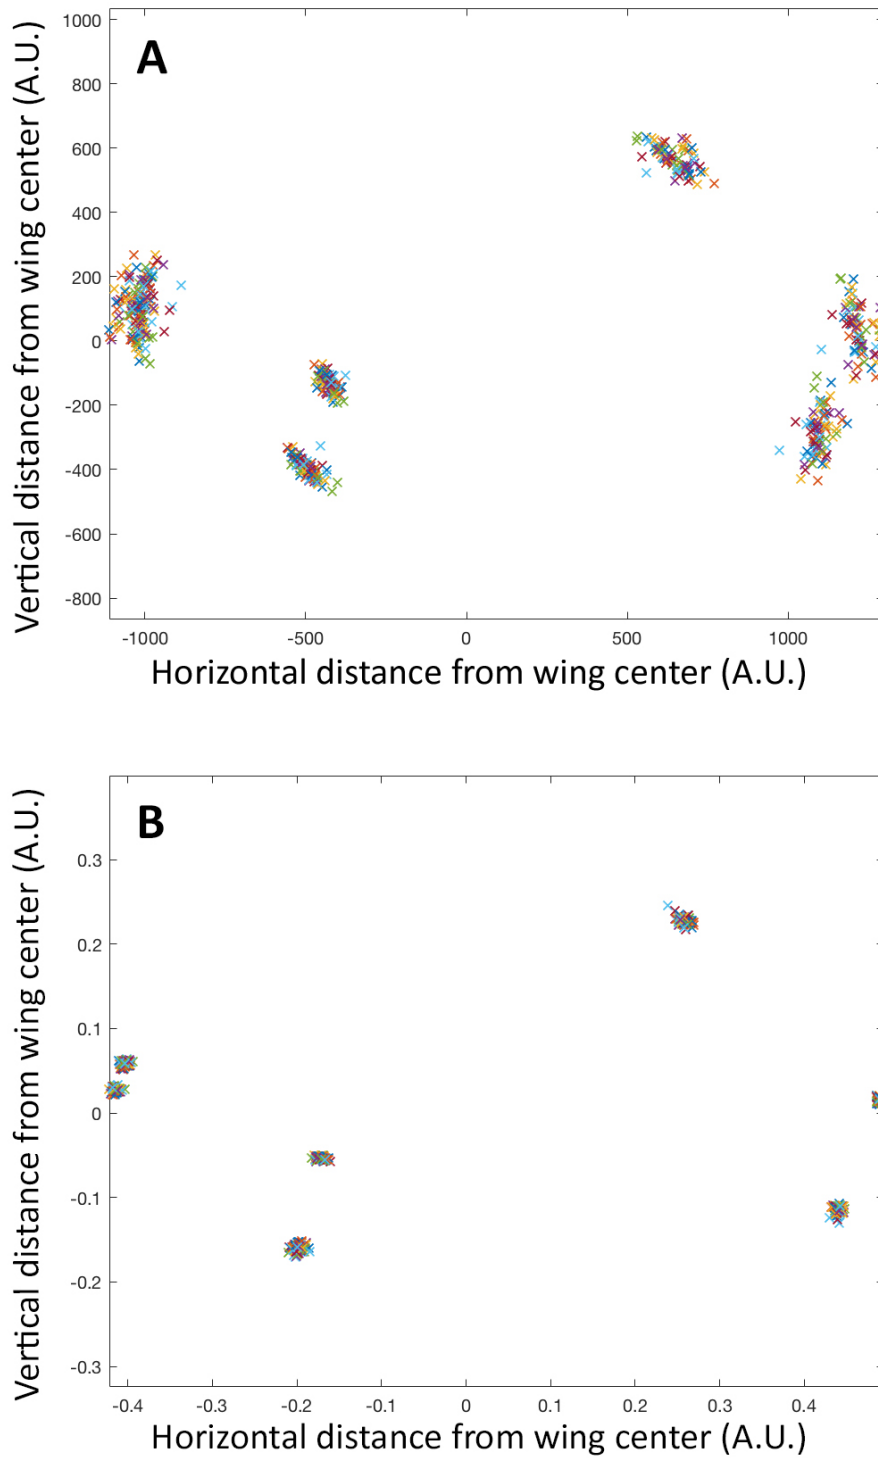 A
Vertical distance from wing center (A.U.)
1000
800
600
400
200
0
-200
-400
-600
-800
-1000 -500 0 500 1000
Horizontal distance from wing center (A.U.)
B
Vertical distance from wing center (A.U.)
0.3
0.2
0.1
0
-0.1
-0.2
-0.3
-0.4 -0.3 -0.2 -0.1 0 0.1 0.2 0.3 0.4
Horizontal distance from wing center (A.U.)